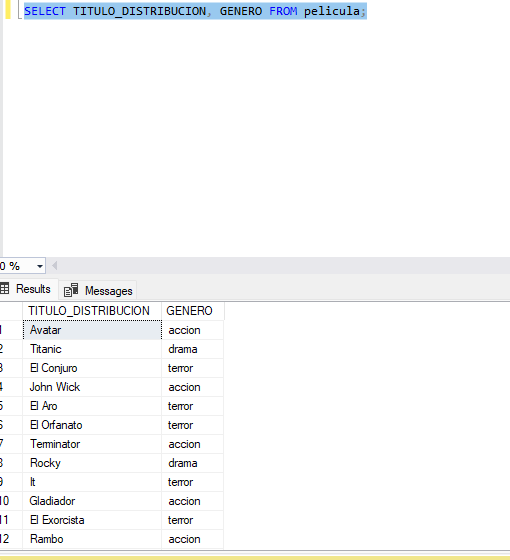 SELECT TITULO_DISTRIBUCION, GENERO FROM pelicula;
0 %
Results Messages
TITULO_DISTRIBUCION GENERO
1 Avatar accion
2 Titanic drama
3 El Conjuro terror
4 John Wick accion
5 El Aro terror
6 El Orfanato terror
7 Terminator accion
8 Rocky drama
9 It terror
10 Gladiador accion
11 El Exorcista terror
12 Rambo accion